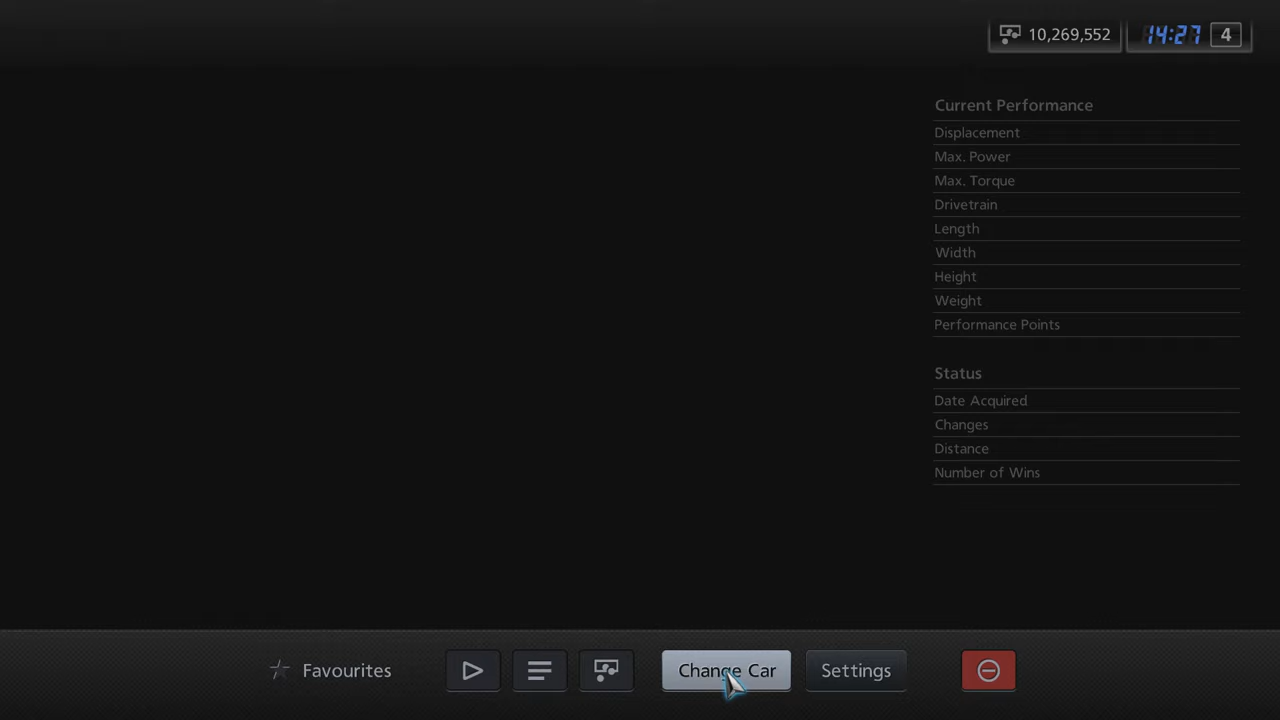 10,269,552
14:27 4
Current Performance
Displacement
Max. Power
Max. Torque
Drivetrain
Length
Width
Height
Weight
Performance Points
Status
Date Acquired
Changes
Distance
Number of Wins
Favourites Change Car Settings